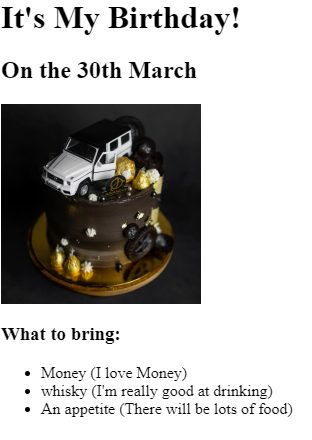 It's My Birthday!
On the 30th March
What to bring:
Money (I love Money)
whisky (I'm really good at drinking)
An appetite (There will be lots of food)